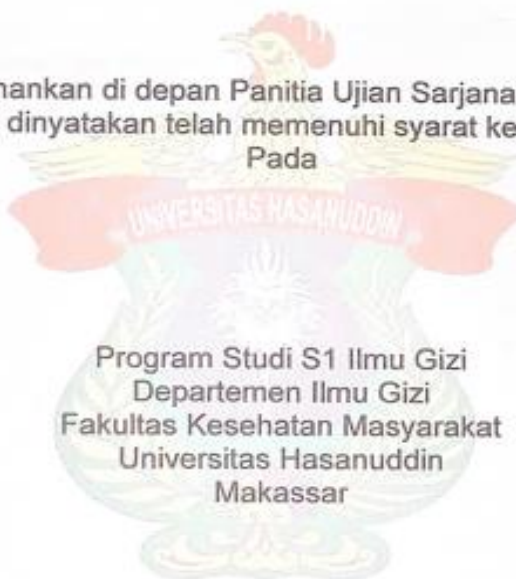 nankan di depan Panitia Ujian Sarjana
dinyatakan telah memenuhi syarat ke
Pada
UNIVERSITAS HASANUDDIN
Program Studi S1 Ilmu Gizi
Departemen Ilmu Gizi
Fakultas Kesehatan Masyarakat
Universitas Hasanuddin
Makassar